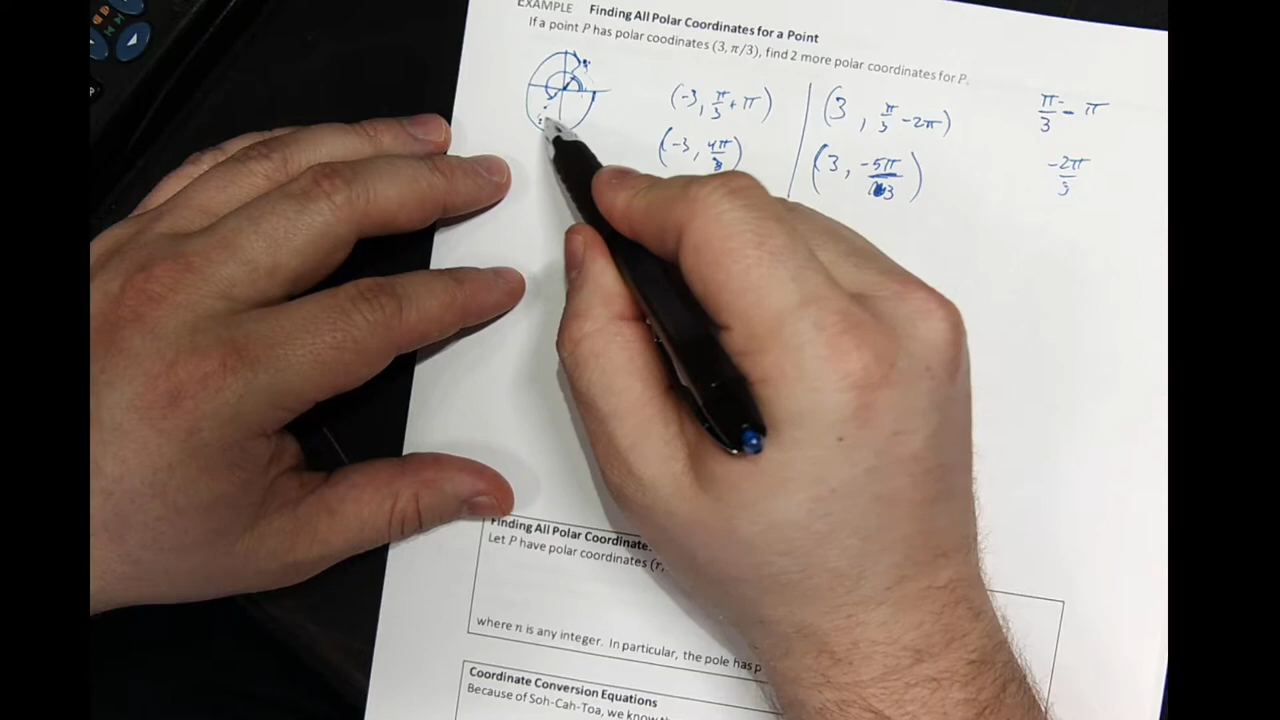 EXAMPLE Finding All Polar Coordinates for a Point
If a point P has polar coodinates (3, π/3), find 2 more polar coordinates for P.
(-3, π/3 + π)
(-3, 4π/3)
(3, π/3 - 2π)
(3, -5π/3)
π/3 - π
-2π/3
Finding All Polar Coordinate
Let P have polar coordinates (r,
where n is any integer. In particular, the pole has p
Coordinate Conversion Equations
Because of Soh-Cah-Toa, we know